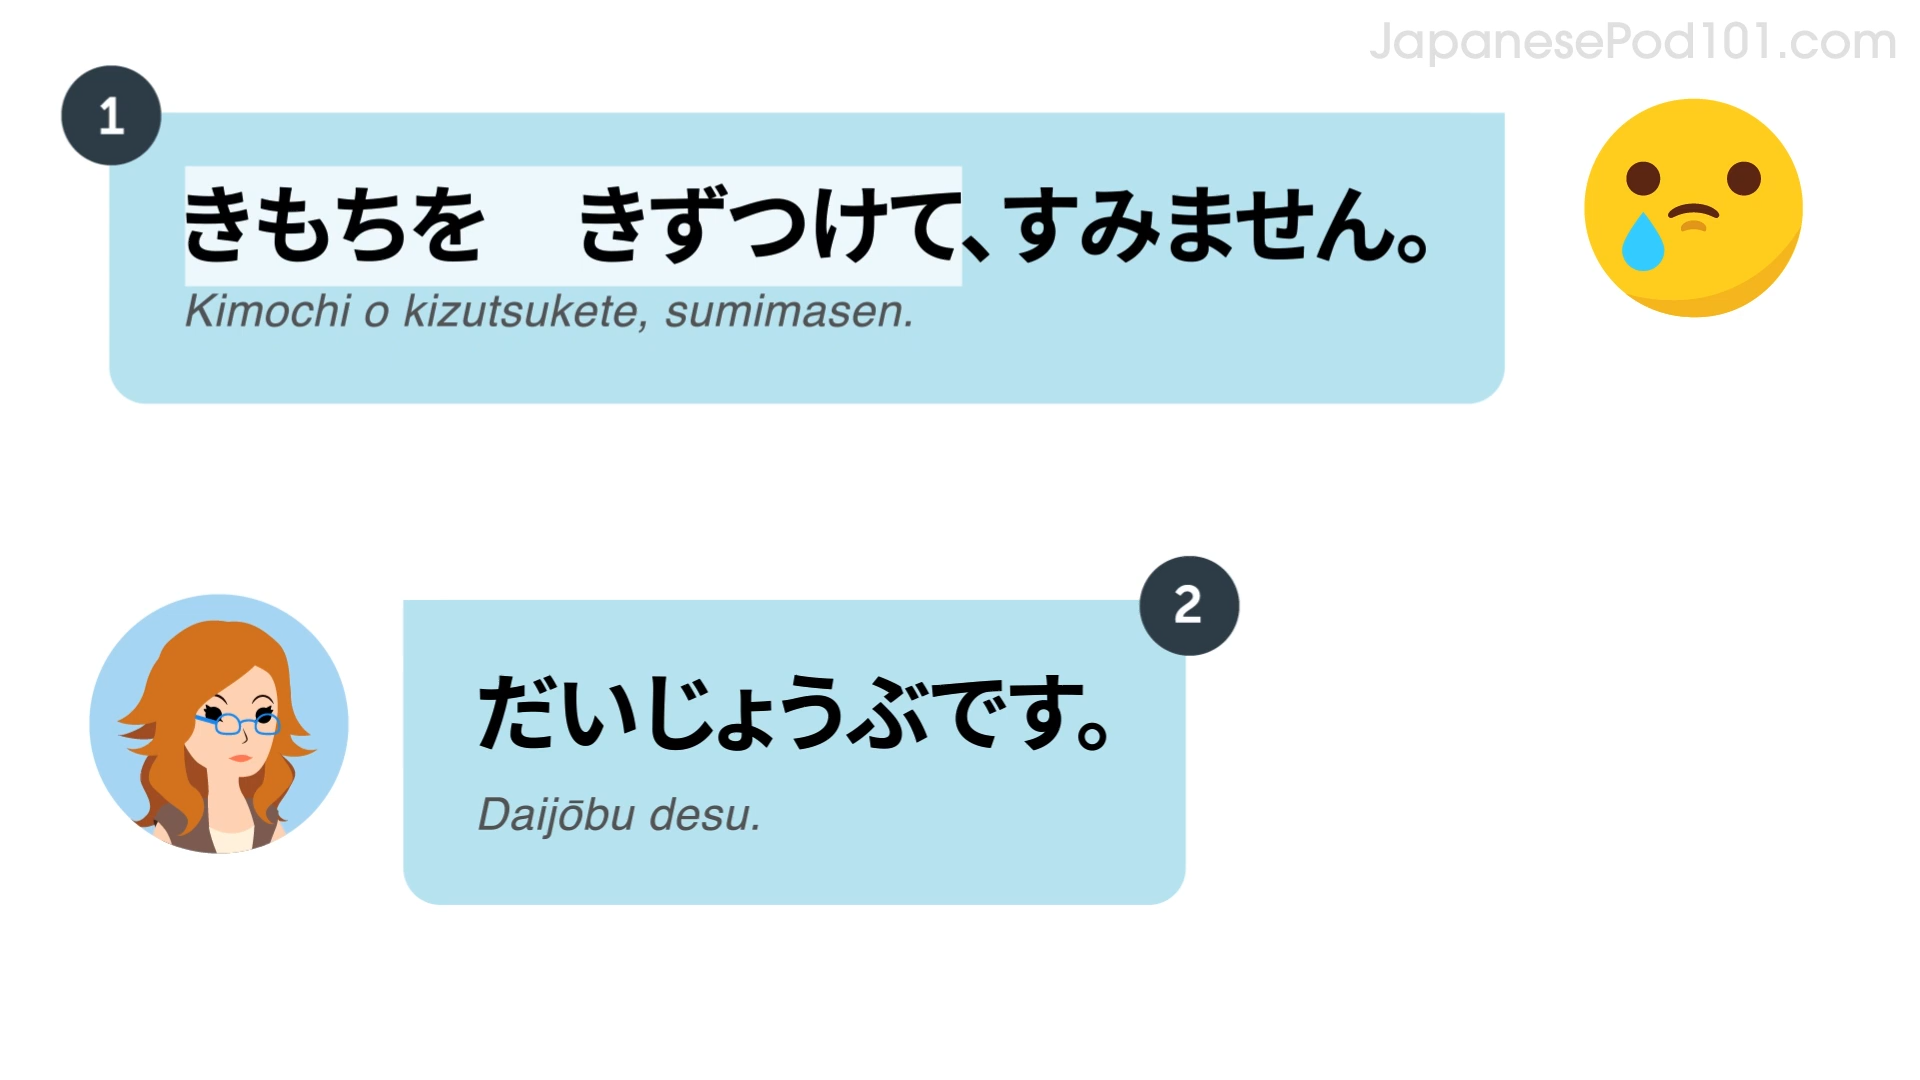 JapanesePod101.com
1
きもちを　きずつけて、すみません。
Kimochi o kizutsukete, sumimasen.
2
だいじょうぶです。
Daijōbu desu.